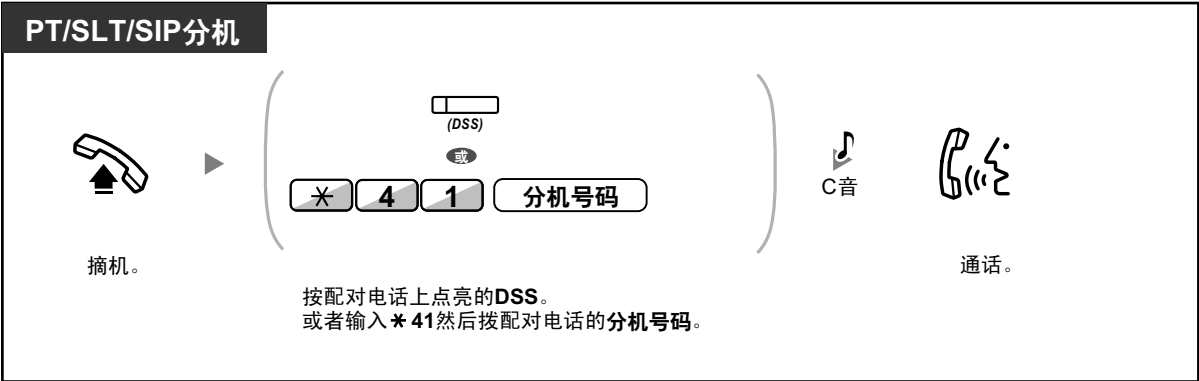 PT/SLT/SIP分机
(DSS)
或
* 4 1 分机号码
C音
摘机。
通话。
按配对电话上点亮的DSS。
或者输入*41然后拨配对电话的分机号码。